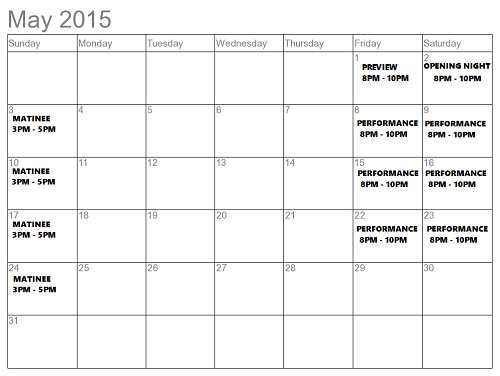 May 2015
Sunday Monday Tuesday Wednesday Thursday Friday Saturday
1 2
PREVIEW OPENING NIGHT
8PM - 10PM 8PM - 10PM
3 4 5 6 7 8 9
MATINEE PERFORMANCE PERFORMANCE
3PM - 5PM 8PM - 10PM 8PM - 10PM
10 11 12 13 14 15 16
MATINEE PERFORMANCE PERFORMANCE
3PM - 5PM 8PM - 10PM 8PM - 10PM
17 18 19 20 21 22 23
MATINEE PERFORMANCE PERFORMANCE
3PM - 5PM 8PM - 10PM 8PM - 10PM
24 25 26 27 28 29 30
MATINEE
3PM - 5PM
31